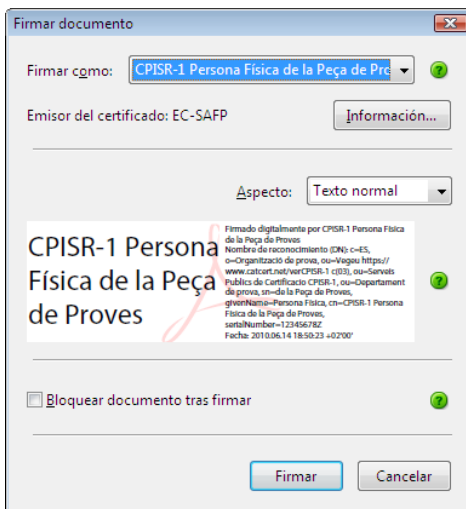 Firmar documento
Firmar como: CPISR-1 Persona Física de la Peça de Prc
Emisor del certificado: EC-SAFP Información...
Aspecto: Texto normal
CPISR-1 Persona
Física de la Peça
de Proves
Firmado digitalmente por CPISR-1 Persona Física
de la Peça de Proves
Nombre de reconocimiento (DN): c=ES,
o=Organització de prova, ou=Vegeu https://
www.catcert.net/verCPISR-1 c(03), ou=Serveis
Publics de Certificacio CPISR-1, ou=Departament
de prova, sn=de la Peça de Proves,
givenName=Persona Física, cn=CPISR-1 Persona
Física de la Peça de Proves,
serialNumber=12345678Z
Fecha: 2010.06.14 18:50:23 +02'00'
Bloquear documento tras firmar
Firmar Cancelar